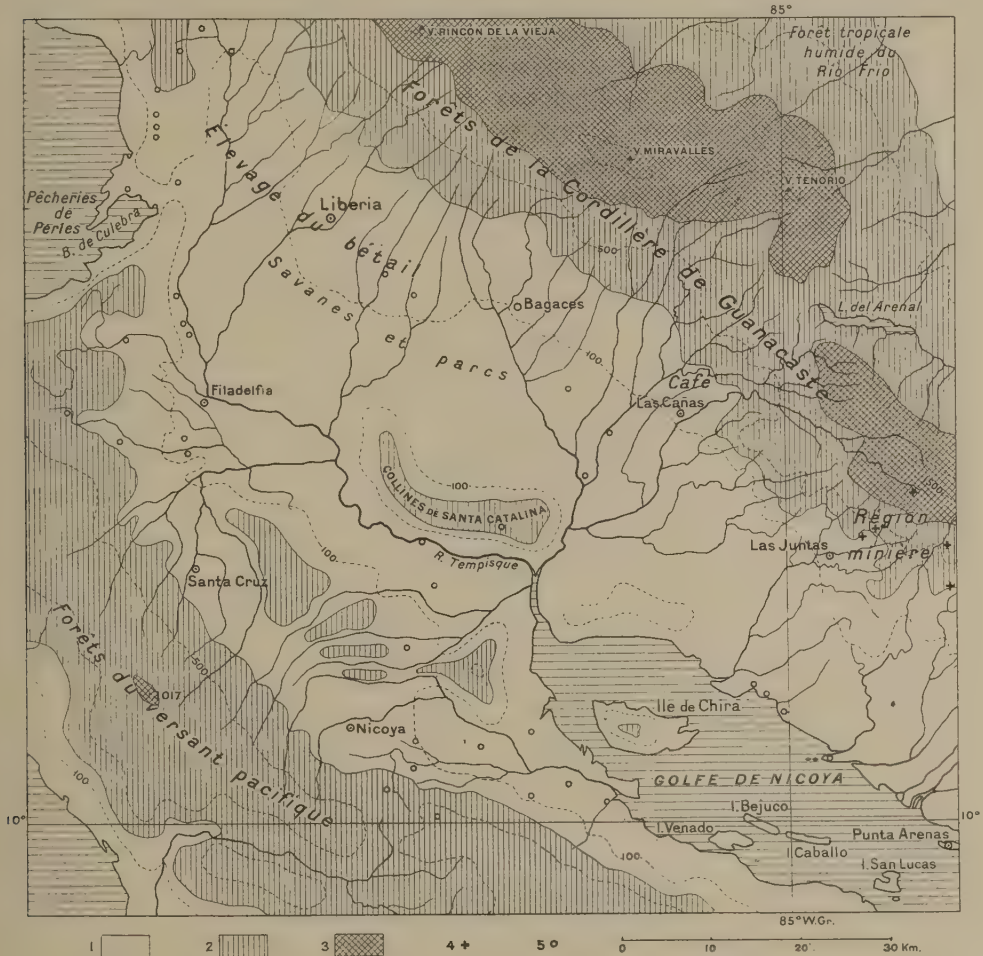 85°
V. RINCON DE LA VIEJA
Forêt tropicale
humide du
Rio Frio
Forêts de la Cordillère de Guanacaste
Élevage du bétail
V. MIRAVALLES
V. TENORIO
Pêcheries
de
Perles
B. de Culebra
Liberia
500
Savanes et parcs
Bagaces
L. del Arenal
100
Café
Las Cañas
Filadelfia
100
COLLINES DE SANTA CATALINA
500
Région
minière
100
Las Juntas
R. Tempisque
Santa Cruz
Forêts du versant pacifique
500
1017
Ile de Chira
Nicoya
100
GOLFE DE NICOYA
I. Bejuco
10°
10°
I. Venado
Punta Arenas
I. Caballo
100
I. San Lucas
85° W. Gr.
1
2
3
4 +
5 o
0 10 20 30 Km.